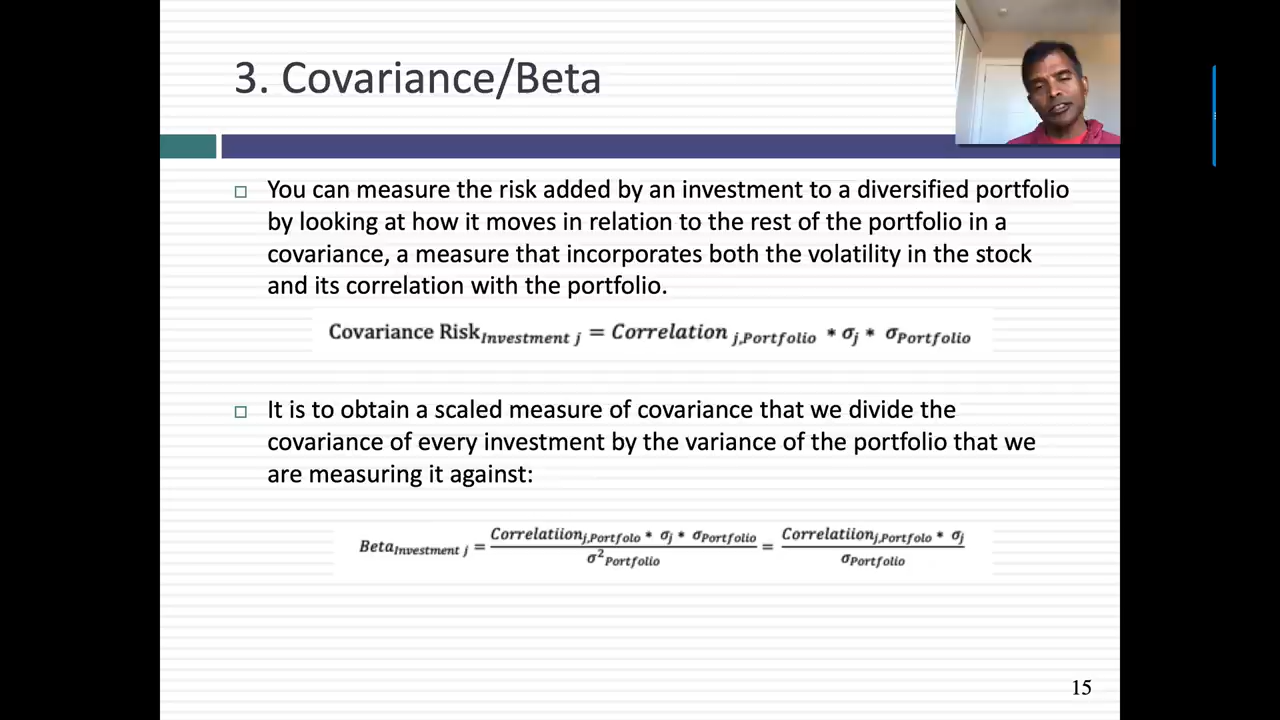 3. Covariance/Beta
You can measure the risk added by an investment to a diversified portfolio
by looking at how it moves in relation to the rest of the portfolio in a
covariance, a measure that incorporates both the volatility in the stock
and its correlation with the portfolio.
Covariance Risk_Investment j = Correlation_j,Portfolio * σ_j * σ_Portfolio
It is to obtain a scaled measure of covariance that we divide the
covariance of every investment by the variance of the portfolio that we
are measuring it against:
Beta_Investment j = Correlatiion_j,Portfolo * σ_j * σ_Portfolio / σ²_Portfolio = Correlatiion_j,Portfolo * σ_j / σ_Portfolio
15